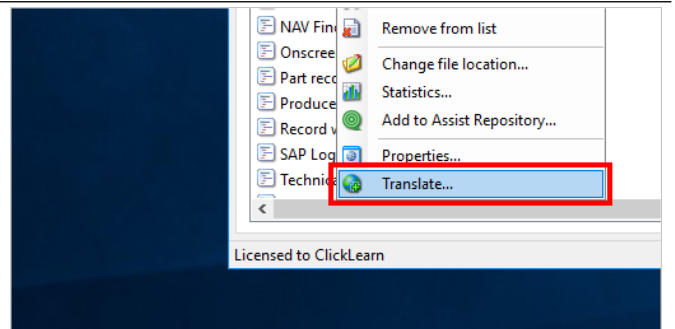 NAV Fin
Remove from list
Onscree
Change file location...
Part reco
Statistics...
Produce
Add to Assist Repository...
Record
SAP Log
Properties...
Technic
Translate...
Licensed to ClickLearn